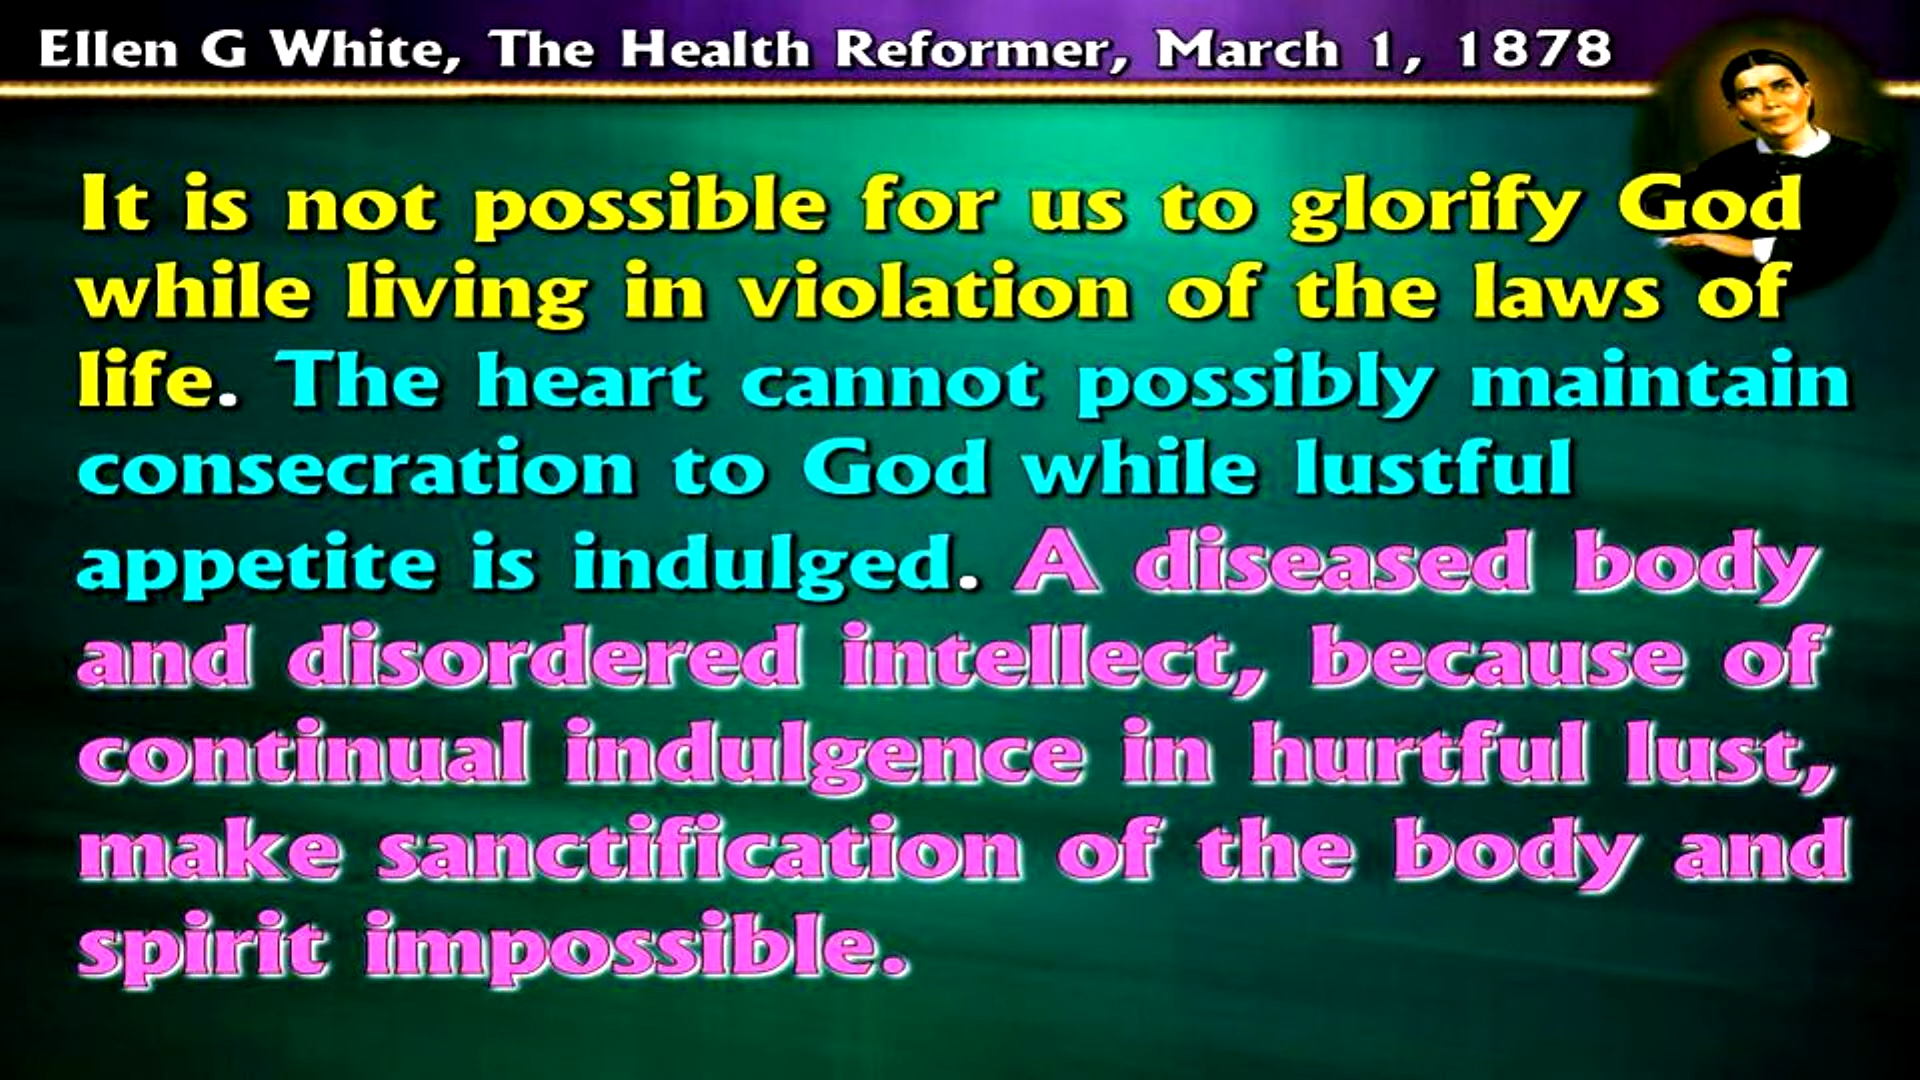 Ellen G White, The Health Reformer, March 1, 1878
It is not possible for us to glorify God
while living in violation of the laws of
life. The heart cannot possibly maintain
consecration to God while lustful
appetite is indulged. A diseased body
and disordered intellect, because of
continual indulgence in hurtful lust,
make sanctification of the body and
spirit impossible.